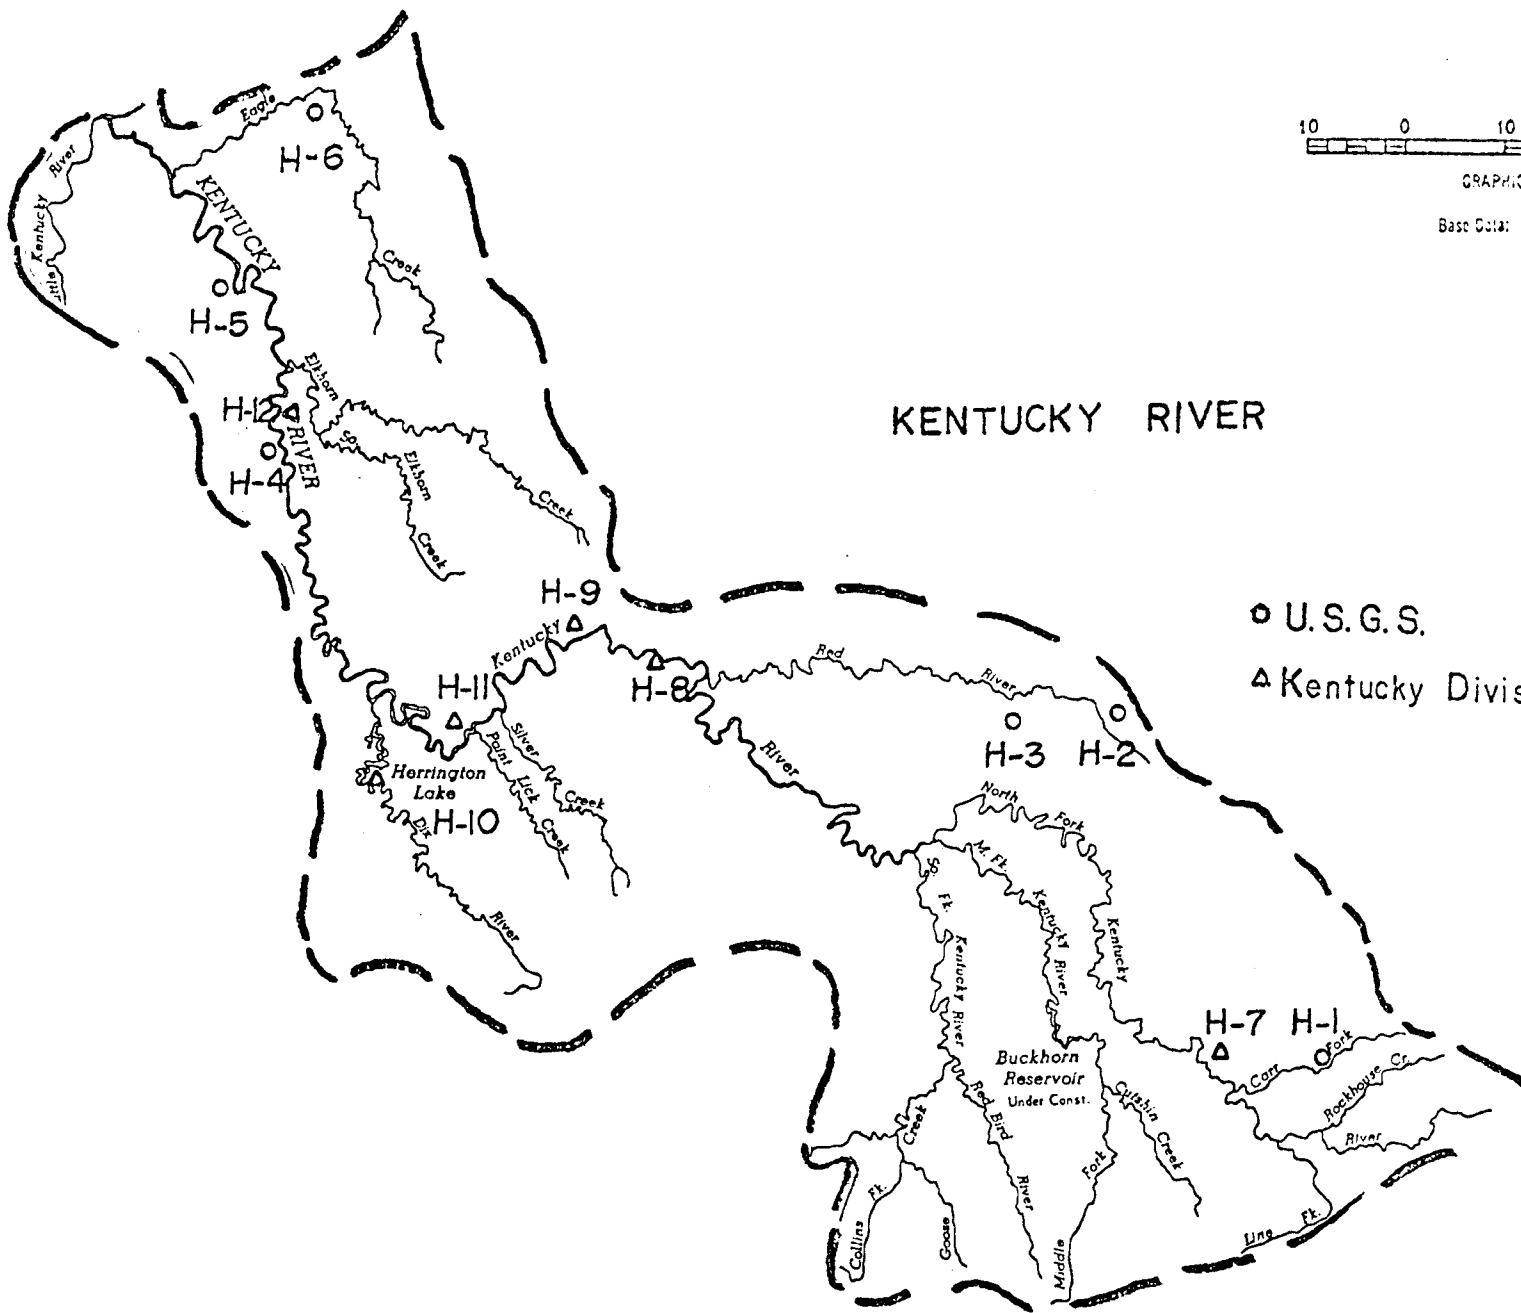 10 0 10
GRAPHIC
Base Data:
KENTUCKY RIVER
U.S.G.S.
Kentucky Divis
Eagle
H-6
Creek
Little Kentucky River
KENTUCKY
RIVER
H-5
Elkhorn
H-12
H-4
So.
Elkhorn
Creek
Creek
H-9
Kentucky
H-11
H-8
Red
River
H-3
H-2
River
Silver
Creek
Paint
Lick
Creek
Herrington
Lake
H-10
Dix
River
North
Fork
Kentucky
M. Fk.
Kentucky
River
So.
Fk.
Kentucky
River
H-7
H-1
Carr
Fork
Rockhouse Cr.
River
Buckhorn
Reservoir
Under Const.
Cutshin
Creek
Red Bird
River
Creek
Collins
Fk.
Goose
Middle
Fork
Line
Fk.